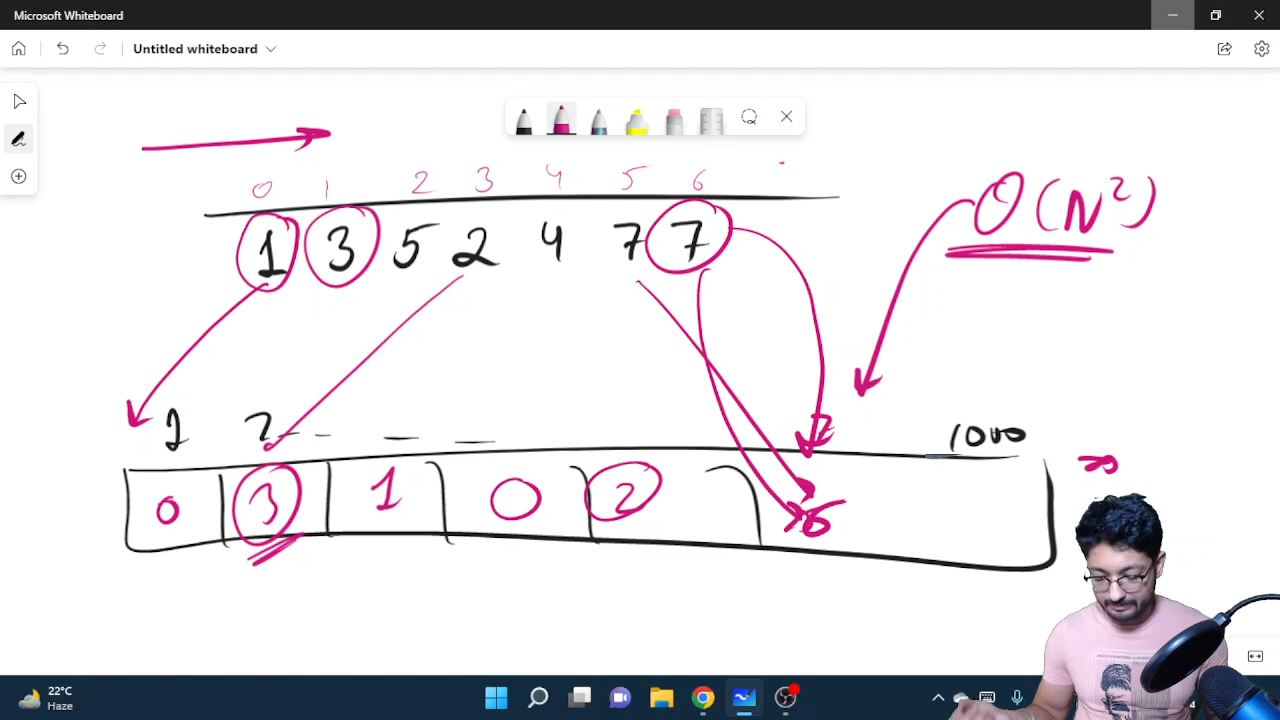 Microsoft Whiteboard
Untitled whiteboard
0 1 2 3 4 5 6
O(N²)
1 3 5 2 4 7 7
1 2 - - — — 7 1000
0 3 1 0 2
22°C
Haze